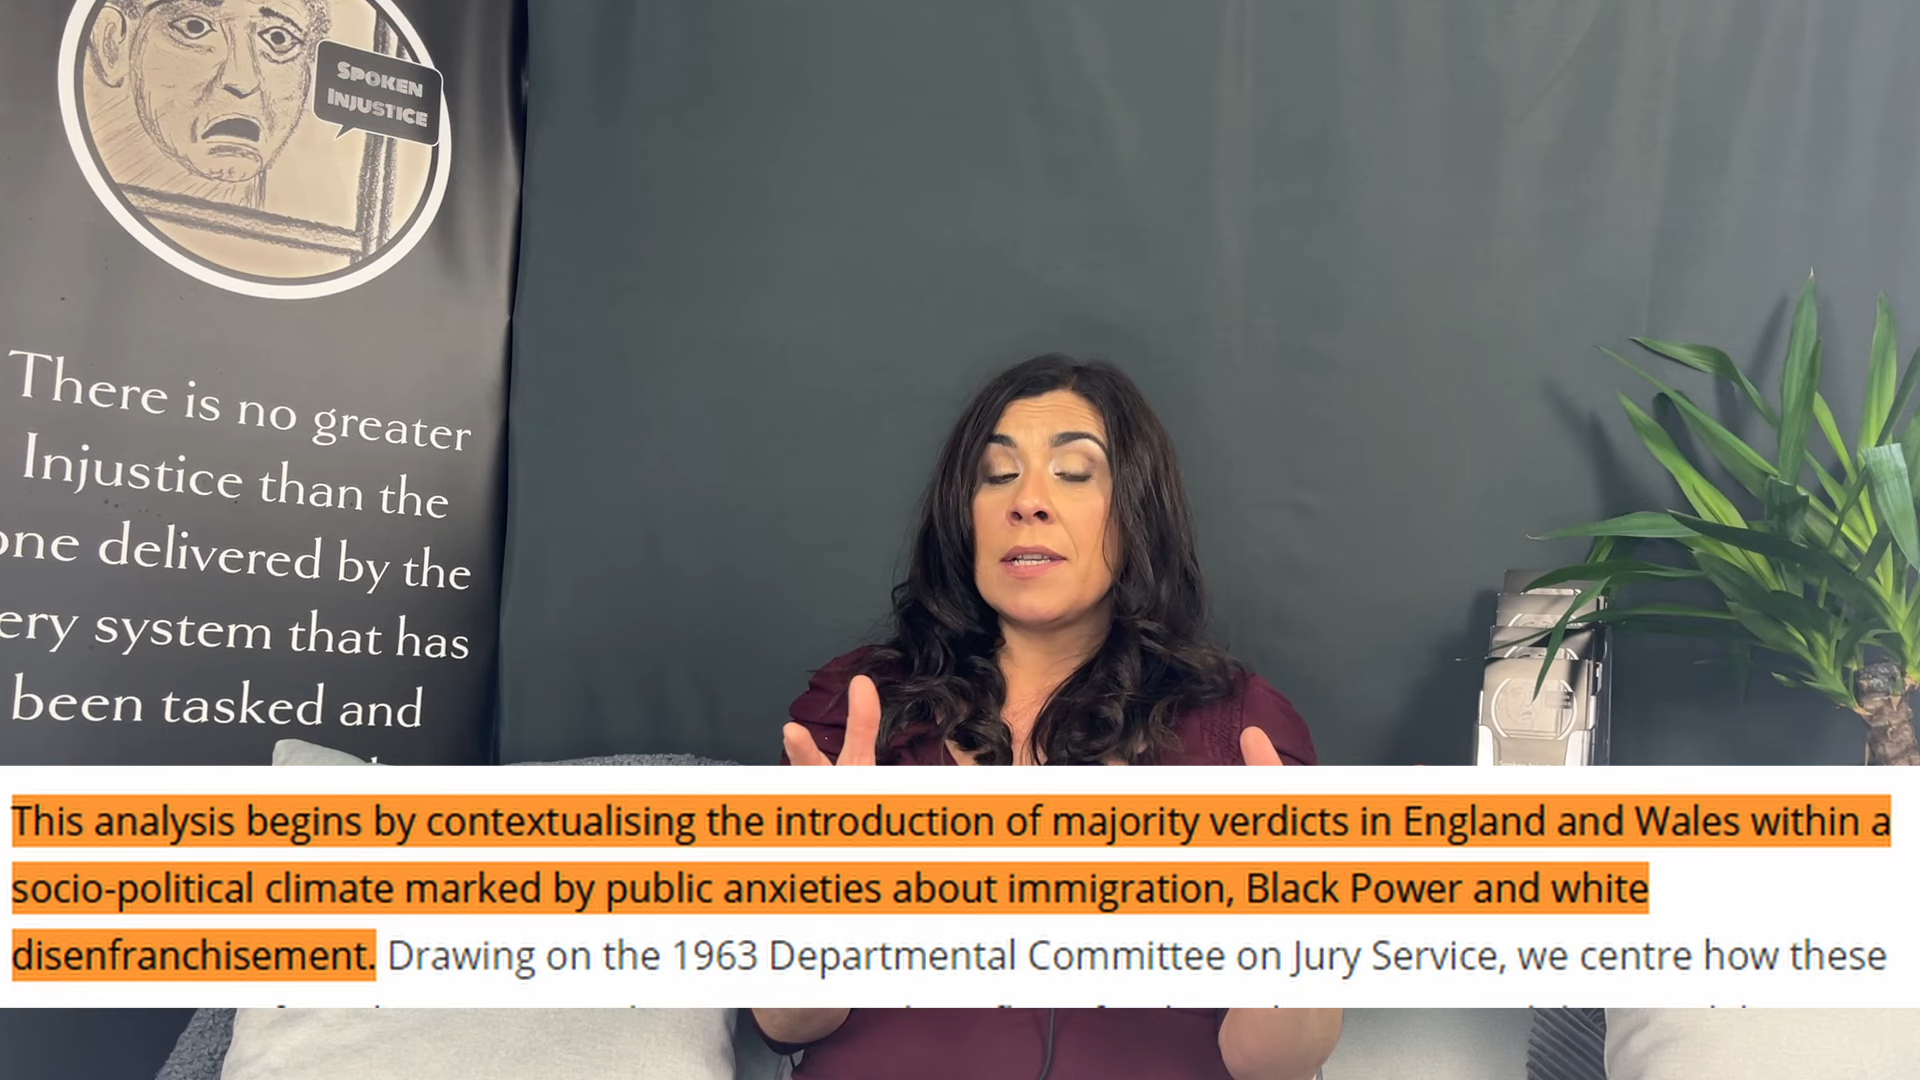 SPOKEN
INJUSTICE
There is no greater
Injustice than the
one delivered by the
ery system that has
been tasked and
This analysis begins by contextualising the introduction of majority verdicts in England and Wales within a
socio-political climate marked by public anxieties about immigration, Black Power and white
disenfranchisement. Drawing on the 1963 Departmental Committee on Jury Service, we centre how these